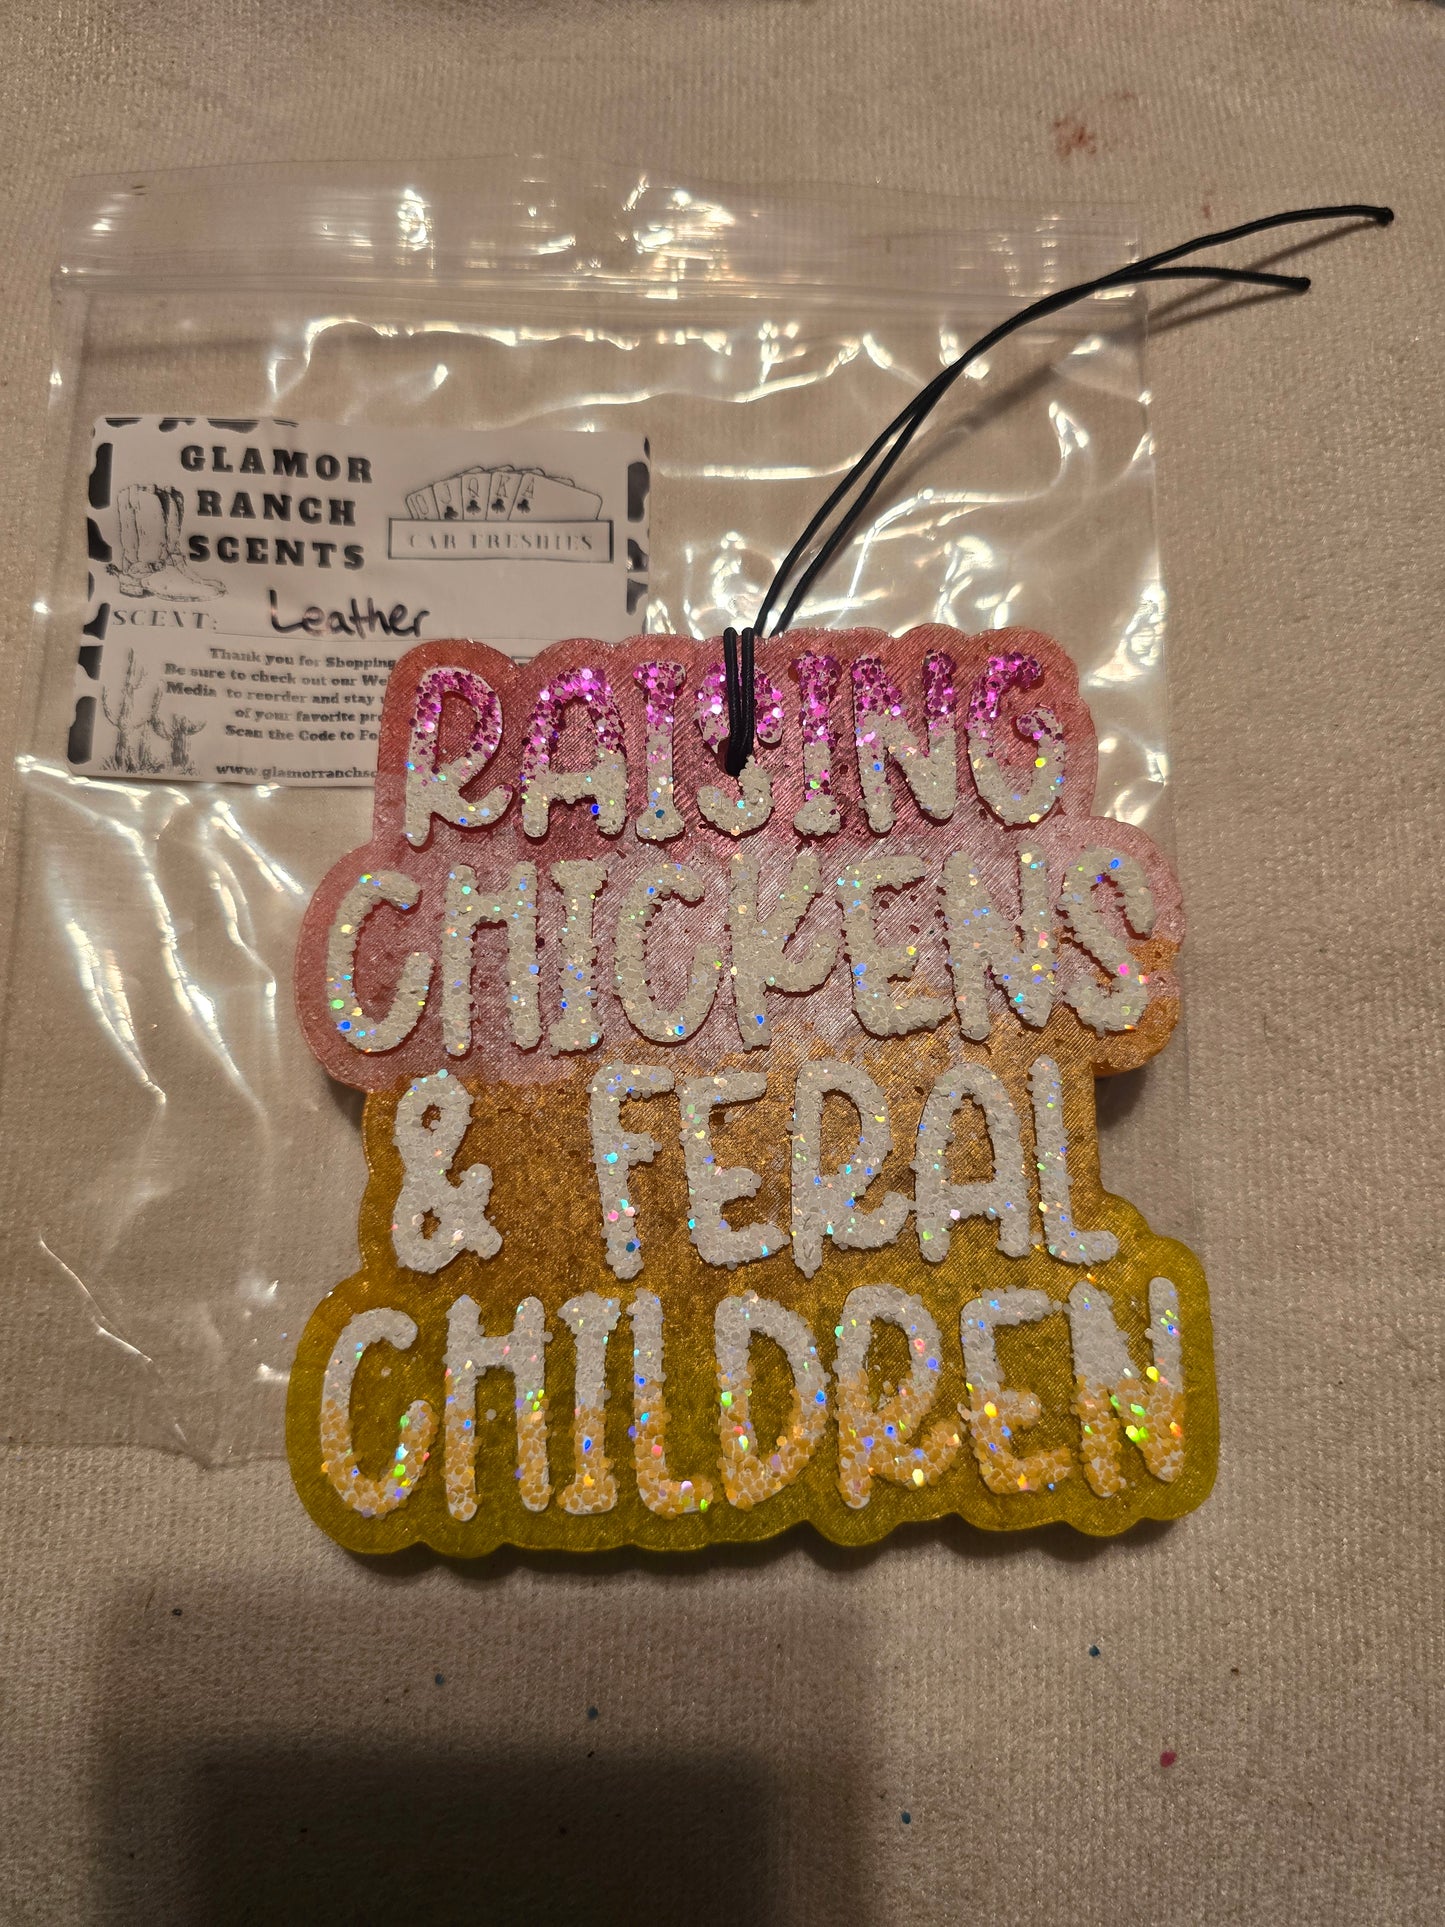 GLAMOR
RANCH
SCENTS
10 J Q K A
CAR FRESHIES
SCENT: Leather
Thank you for Shopping
Be sure to check out our
Media to reorder and stay
of your favorite
Scan the Code to
RAISING
CHICKENS
& FERAL
CHILDREN